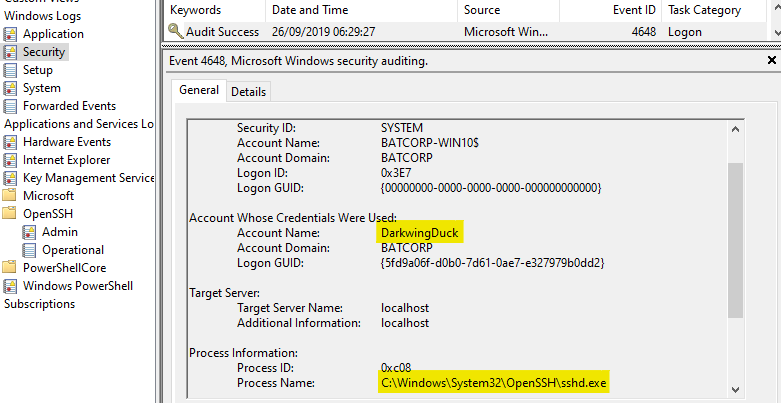 Custom Views
Windows Logs
Application
Security
Setup
System
Forwarded Events
Applications and Services Lo
Hardware Events
Internet Explorer
Key Management Service
Microsoft
OpenSSH
Admin
Operational
PowerShellCore
Windows PowerShell
Subscriptions
Keywords Date and Time Source Event ID Task Category
Audit Success 26/09/2019 06:29:27 Microsoft Win... 4648 Logon
Event 4648, Microsoft Windows security auditing.
General Details
Security ID: SYSTEM
Account Name: BATCORP-WIN10$
Account Domain: BATCORP
Logon ID: 0x3E7
Logon GUID: {00000000-0000-0000-0000-000000000000}
Account Whose Credentials Were Used:
Account Name: DarkwingDuck
Account Domain: BATCORP
Logon GUID: {5fd9a06f-d0b0-7d61-0ae7-e327979b0dd2}
Target Server:
Target Server Name: localhost
Additional Information: localhost
Process Information:
Process ID: 0xc08
Process Name: C:\Windows\System32\OpenSSH\sshd.exe